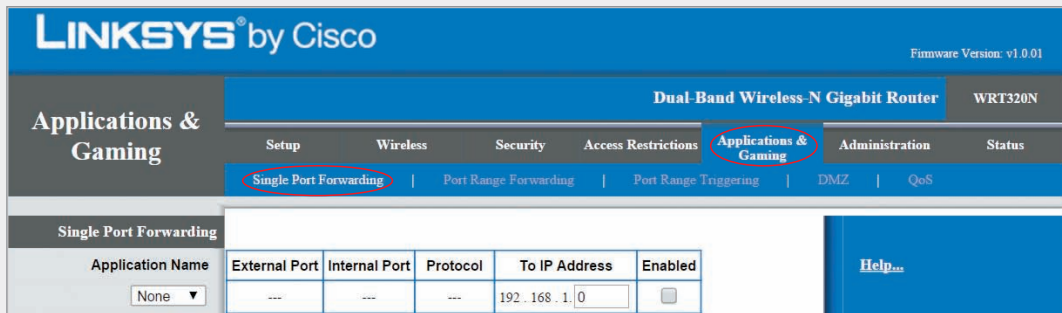 LINKSYS® by Cisco
Firmware Version: v1.0.01
Applications & Gaming
Dual-Band Wireless-N Gigabit Router WRT320N
Setup Wireless Security Access Restrictions Applications & Gaming Administration Status
Single Port Forwarding | Port Range Forwarding | Port Range Triggering | DMZ | QoS
Single Port Forwarding
Application Name External Port Internal Port Protocol To IP Address Enabled
None ▼ --- --- --- 192 . 168 . 1. 0
Help...